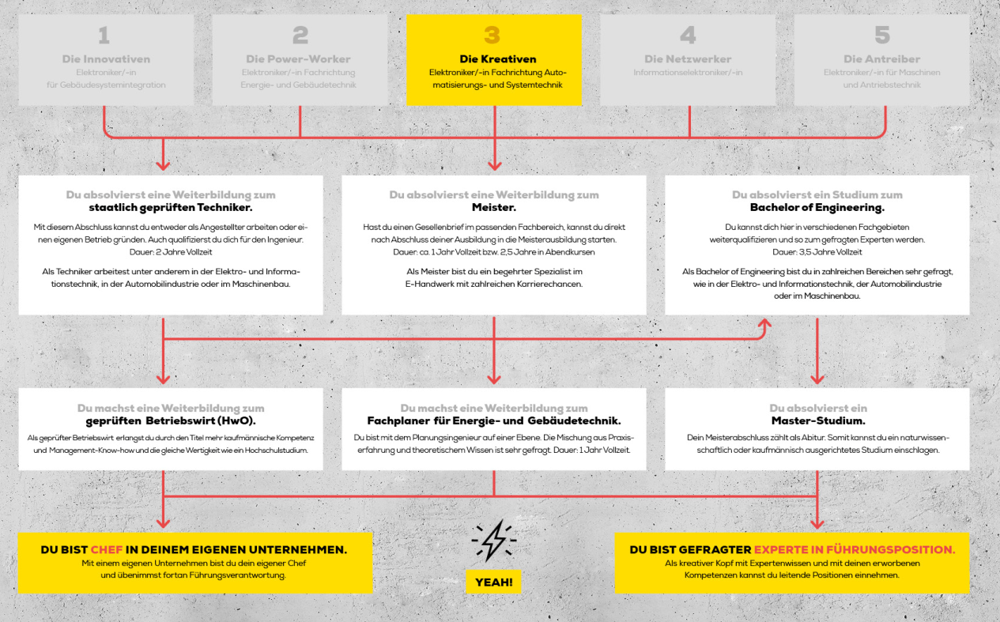 1
Die Innovativen
Elektroniker/-in
für Gebäudesystemintegration
2
Die Power-Worker
Elektroniker/-in Fachrichtung
Energie- und Gebäudetechnik
3
Die Kreativen
Elektroniker/-in Fachrichtung Auto-
matisierungs- und Systemtechnik
4
Die Netzwerker
Informationselektroniker/-in
5
Die Antreiber
Elektroniker/-in für Maschinen
und Antriebstechnik
Du absolvierst eine Weiterbildung zum
staatlich geprüften Techniker.
Mit diesem Abschluss kannst du entweder als Angestellter arbeiten oder ei-
nen eigenen Betrieb gründen. Auch qualifizierst du dich für den Ingenieur.
Dauer: 2 Jahre Vollzeit
Als Techniker arbeitest unter anderem in der Elektro- und Informa-
tionstechnik, in der Automobilindustrie oder im Maschinenbau.
Du absolvierst eine Weiterbildung zum
Meister.
Hast du einen Gesellenbrief im passenden Fachbereich, kannst du direkt
nach Abschluss deiner Ausbildung in die Meisterausbildung starten.
Dauer: ca. 1 Jahr Vollzeit bzw. 2,5 Jahre in Abendkursen
Als Meister bist du ein begehrter Spezialist im
E-Handwerk mit zahlreichen Karrierechancen.
Du absolvierst ein Studium zum
Bachelor of Engineering.
Du kannst dich hier in verschiedenen Fachgebieten
weiterqualifizieren und so zum gefragten Experten werden.
Dauer: 3,5 Jahre Vollzeit
Als Bachelor of Engineering bist du in zahlreichen Bereichen sehr gefragt,
wie in der Elektro- und Informationstechnik, der Automobilindustrie
oder im Maschinenbau.
Du machst eine Weiterbildung zum
geprüften Betriebswirt (HwO).
Als geprüfter Betriebswirt erlangst du durch den Titel mehr kaufmännische Kompetenz
und Management-Know-how und die gleiche Wertigkeit wie ein Hochschulstudium.
Du machst eine Weiterbildung zum
Fachplaner für Energie- und Gebäudetechnik.
Du bist mit dem Planungsingenieur auf einer Ebene. Die Mischung aus Praxis-
erfahrung und theoretischem Wissen ist sehr gefragt. Dauer: 1 Jahr Vollzeit.
Du absolvierst ein
Master-Studium.
Dein Meisterabschluss zählt als Abitur. Somit kannst du ein naturwissen-
schaftlich oder kaufmännisch ausgerichtetes Studium einschlagen.
DU BIST CHEF IN DEINEM EIGENEN UNTERNEHMEN.
Mit einem eigenen Unternehmen bist du dein eigener Chef
und übenimmst fortan Führungsverantwortung.
YEAH!
DU BIST GEFRAGTER EXPERTE IN FÜHRUNGSPOSITION.
Als kreativer Kopf mit Expertenwissen und mit deinen erworbenen
Kompetenzen kannst du leitende Positionen einnehmen.